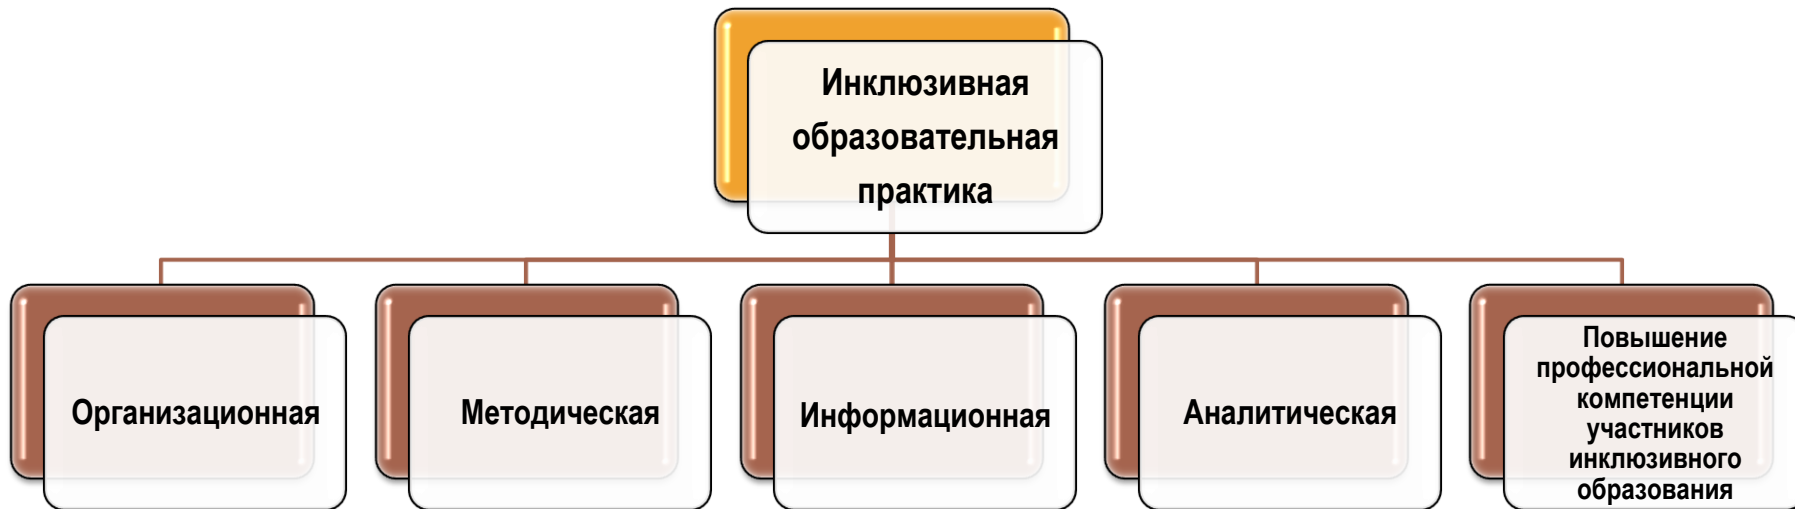 Инклюзивная
образовательная
практика
Организационная
Методическая
Информационная
Аналитическая
Повышение
профессиональной
компетенции
участников
инклюзивного
образования